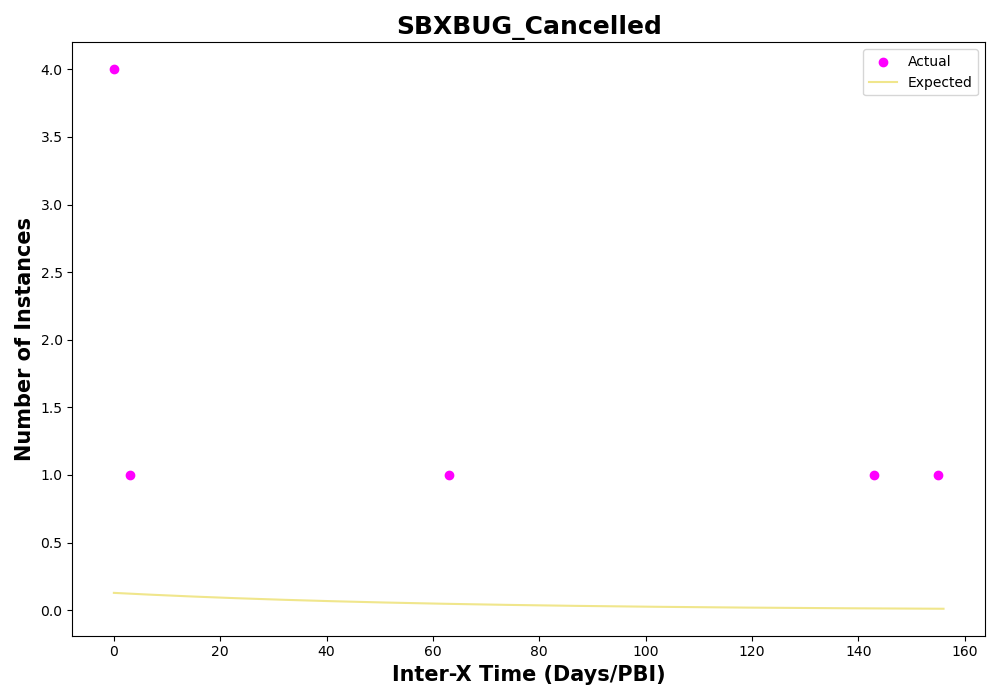 SBXBUG_Cancelled
Actual
Expected
Number of Instances
4.0
3.5
3.0
2.5
2.0
1.5
1.0
0.5
0.0
0 20 40 60 80 100 120 140 160
Inter-X Time (Days/PBI)